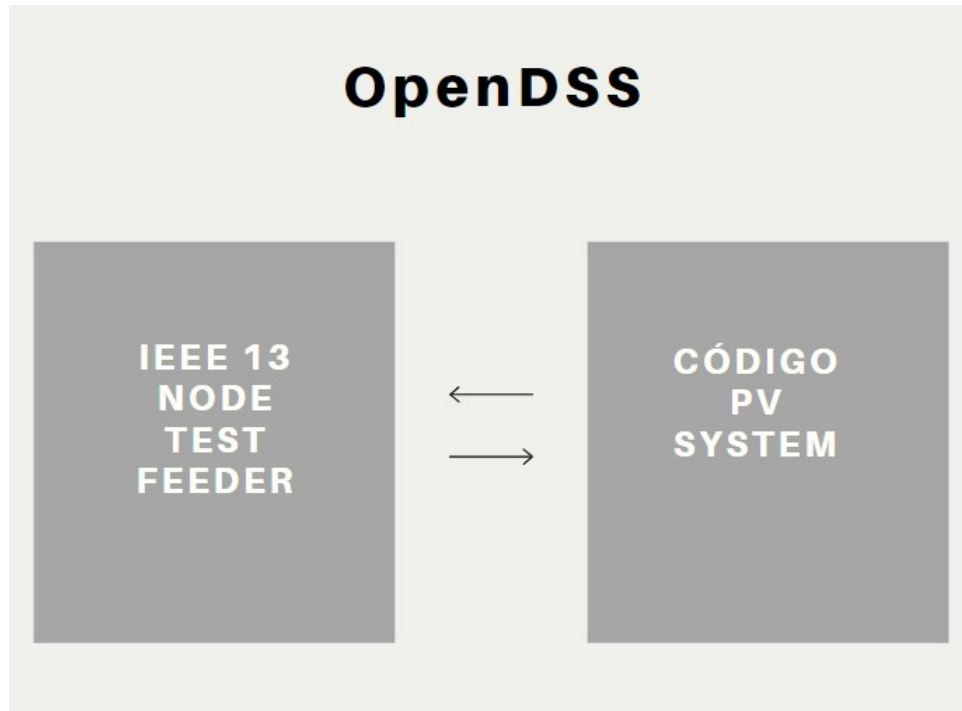 OpenDSS
IEEE 13
NODE
TEST
FEEDER
CÓDIGO
PV
SYSTEM